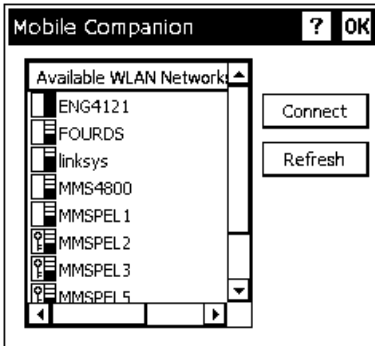 Mobile Companion ? OK
Available WLAN Network
ENG4121
FOURDS
linksys
MMS4800
MMSPEL1
MMSPEL2
MMSPEL3
MMSPEL5
Connect
Refresh